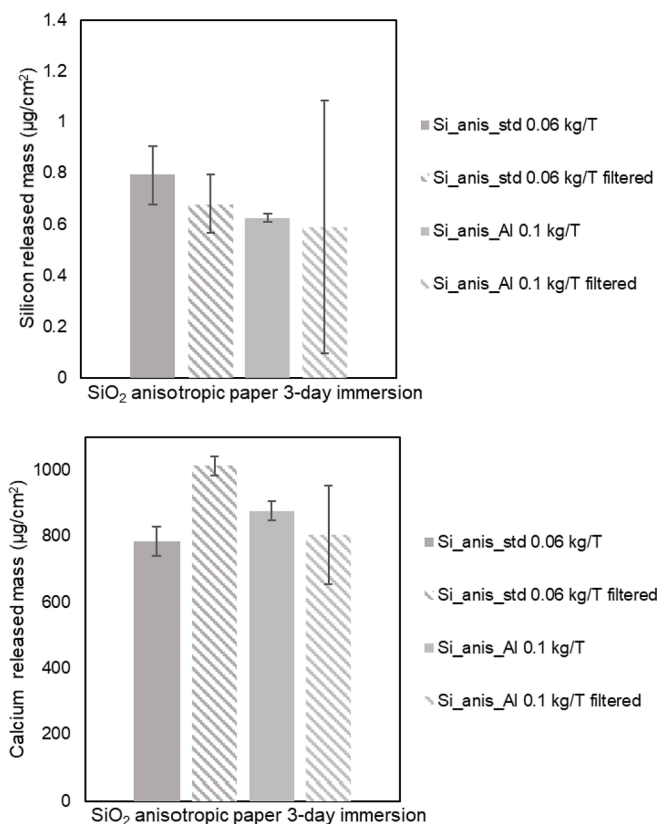 Silicon released mass (µg/cm²)
1.4
1.2
1
0.8
0.6
0.4
0.2
0
SiO₂ anisotropic paper 3-day immersion
Si_anis_std 0.06 kg/T
Si_anis_std 0.06 kg/T filtered
Si_anis_Al 0.1 kg/T
Si_anis_Al 0.1 kg/T filtered
Calcium released mass (µg/cm²)
1000
800
600
400
200
0
SiO₂ anisotropic paper 3-day immersion
Si_anis_std 0.06 kg/T
Si_anis_std 0.06 kg/T filtered
Si_anis_Al 0.1 kg/T
Si_anis_Al 0.1 kg/T filtered